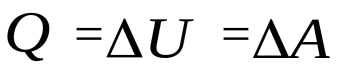 Q = ΔU = ΔA